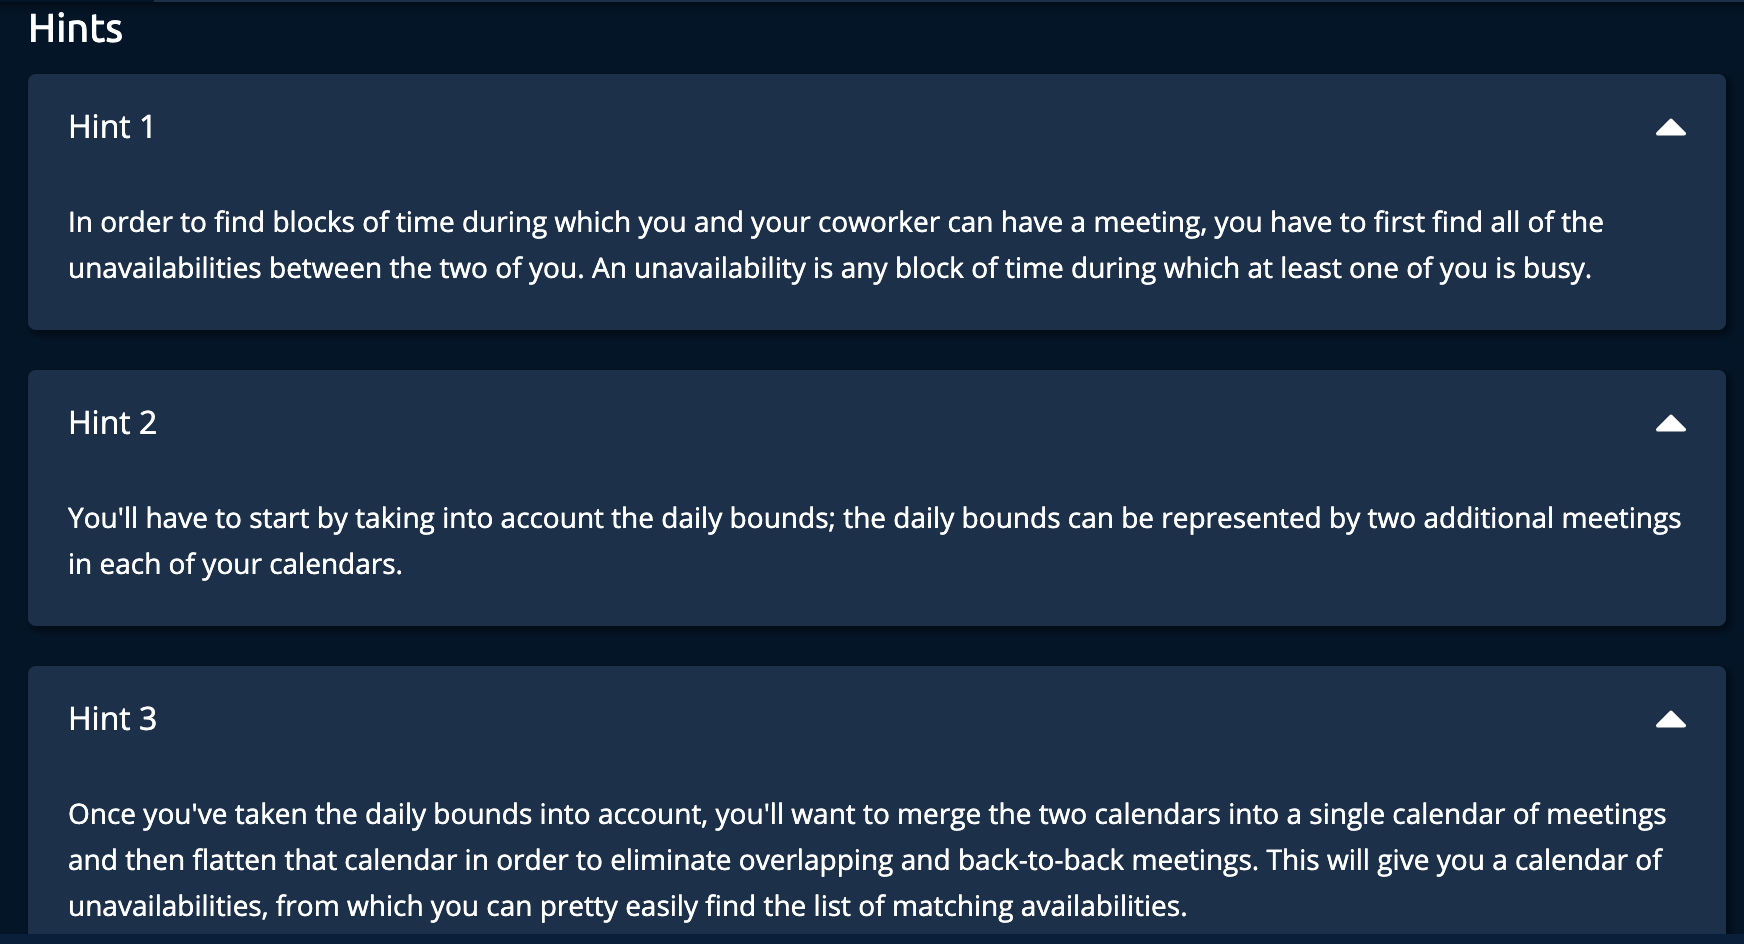 Hints
Hint 1
In order to find blocks of time during which you and your coworker can have a meeting, you have to first find all of the
unavailabilities between the two of you. An unavailability is any block of time during which at least one of you is busy.
Hint 2
You'll have to start by taking into account the daily bounds; the daily bounds can be represented by two additional meetings
in each of your calendars.
Hint 3
Once you've taken the daily bounds into account, you'll want to merge the two calendars into a single calendar of meetings
and then flatten that calendar in order to eliminate overlapping and back-to-back meetings. This will give you a calendar of
unavailabilities, from which you can pretty easily find the list of matching availabilities.